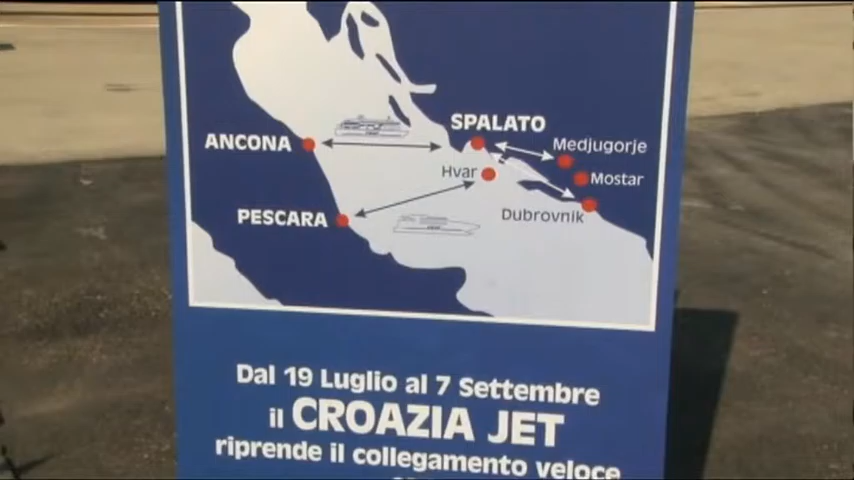 SPALATO
ANCONA
Medjugorje
Hvar
Mostar
PESCARA
Dubrovnik
Dal 19 Luglio al 7 Settembre
il CROAZIA JET
riprende il collegamento veloce